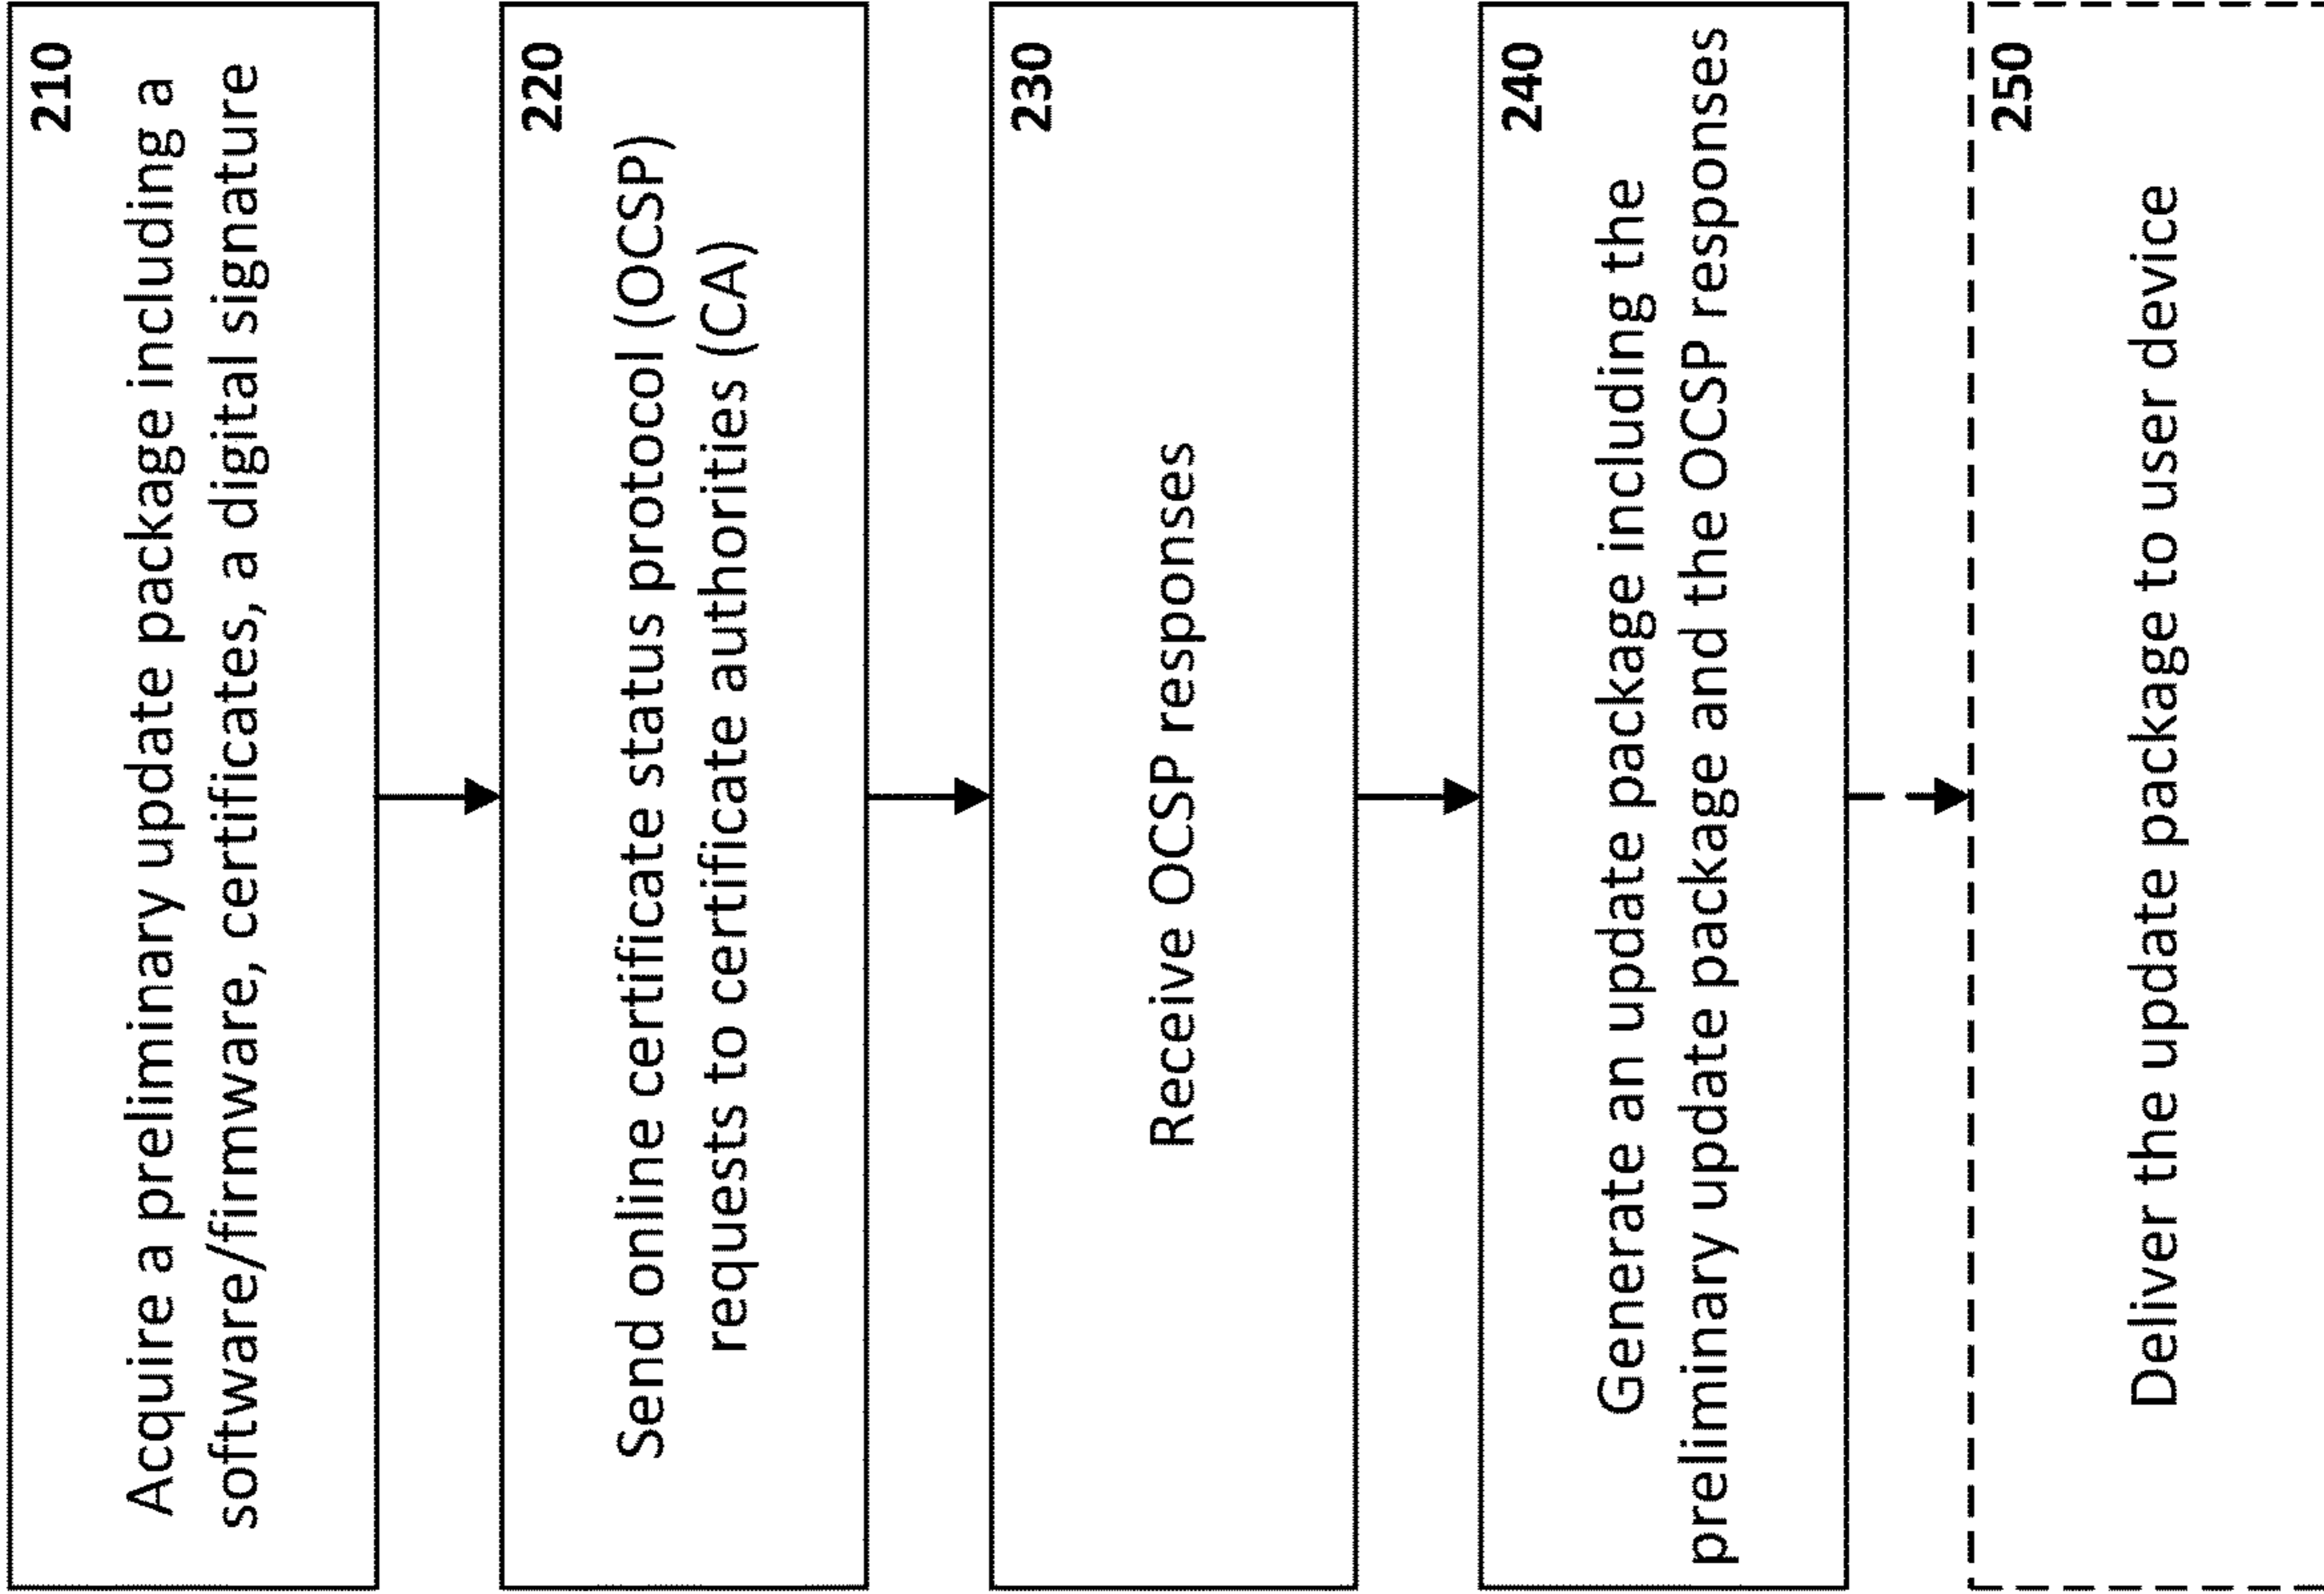 210
Acquire a preliminary update package including a
software/firmware, certificates, a digital signature
220
Send online certificate status protocol (OCSP)
requests to certificate authorities (CA)
230
Receive OCSP responses
240
Generate an update package including the
preliminary update package and the OCSP responses
250
Deliver the update package to user device